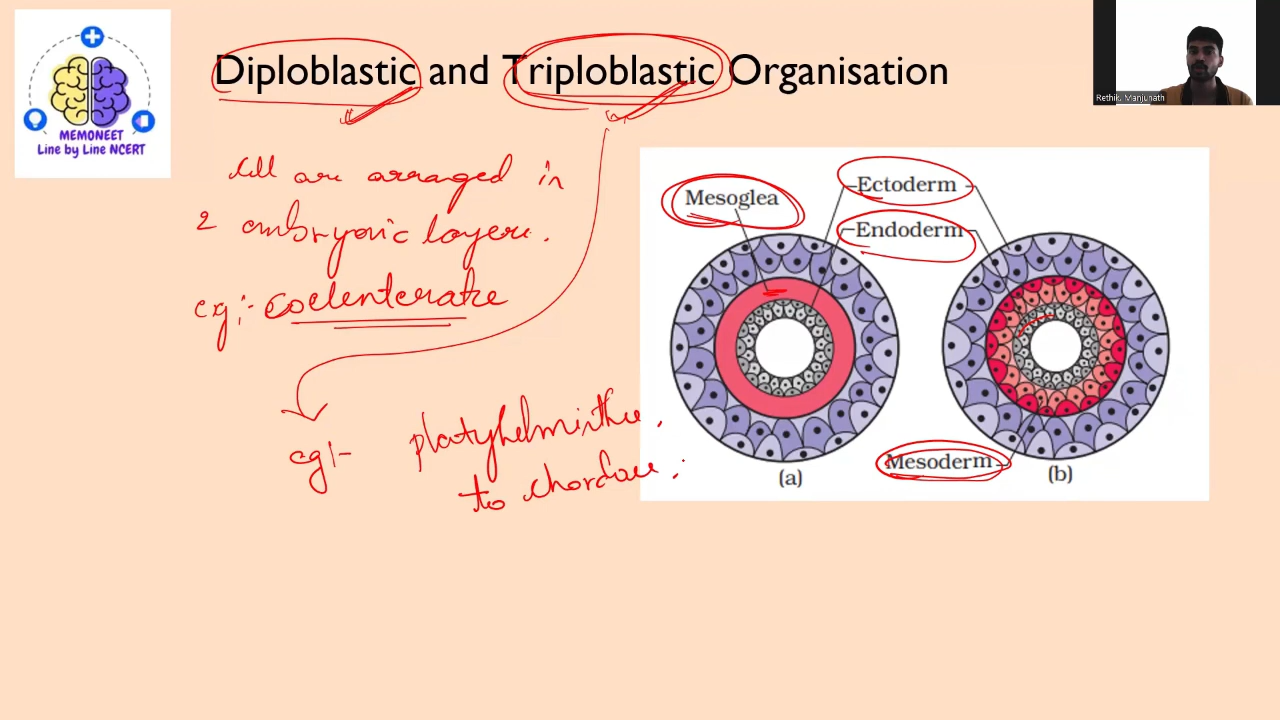 Diploblastic and Triploblastic Organisation
MEMONEET
Line by Line NCERT
Rethik. Manjunath
Cell are arranged in
2 embryonic layers.
eg:- coelenterate
eg:- platyhelminthes.
to chordates.
Mesoglea
Ectoderm
Endoderm
Mesoderm
(a)
(b)